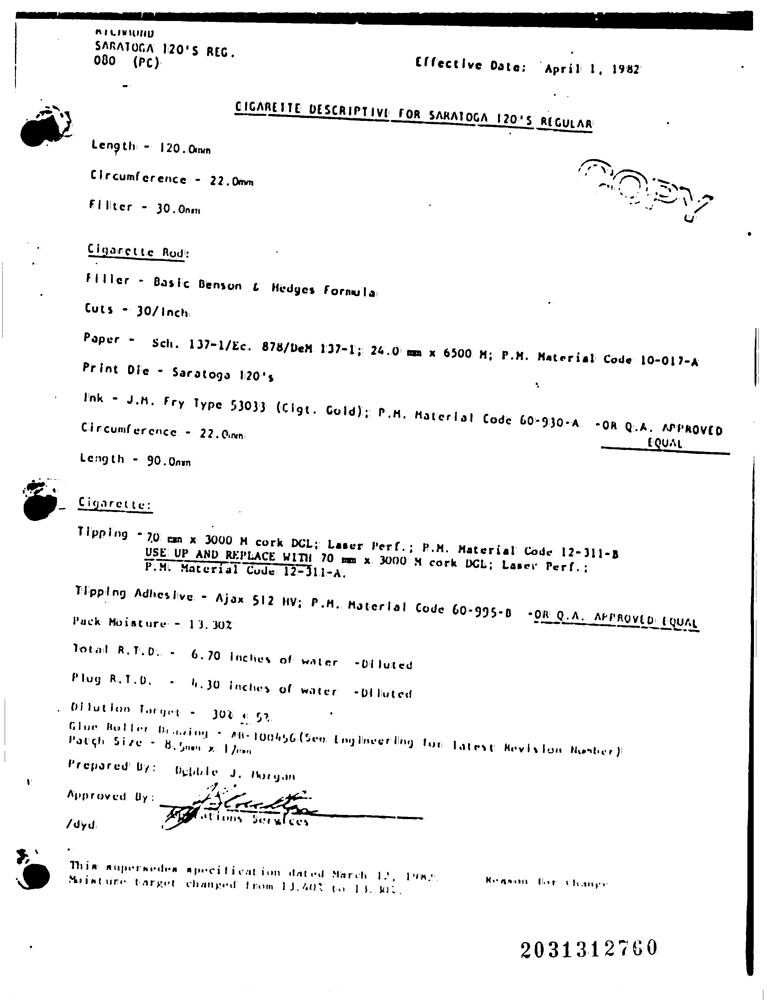 RICHMOND
SARATOGA 120'S REG.
080 (PC)
Effective Date: April 1, 1982
CIGARETTE DESCRIPTIVE FOR SARATOGA 120'S REGULAR
COPY
Length - 120.0mm
Circumference - 22.0mm
Filter - 30.0mm
Cigarette Rod:
Filler - Basic Benson & Hedges Formula
Cuts - 30/Inch
Paper - Sch. 137-1/Ec. 878/DeM 137-1; 24.0 mm x 6500 M; P.M. Material Code 10-017-A
Print Die - Saratoga 120's
Ink - J.M. Fry Type 53033 (Cigt. Gold); P.M. Material Code 60-930-A -OR Q.A. APPROVED
EQUAL
Circumference - 22.0mm
Length - 90.0mm
Cigarette:
Tipping - 70 mm x 3000 M cork DGL; Laser Perf.; P.M. Material Code 12-311-B
USE UP AND REPLACE WITH 70 mm x 3000 M cork DGL; Laser Perf.;
P.M. Material Code 12-311-A.
Tipping Adhesive - Ajax 512 HV; P.M. Material Code 60-995-B -OR Q.A. APPROVED EQUAL
Pack Moisture - 13.30%
Total R.T.D. - 6.70 inches of water -Diluted
Plug R.T.D. - 4.30 inches of water -Diluted
Dilution Target - 30% ± 5%
Glue Roller Drawing - AB-100456 (See Engineering for latest Revision Number)
Patch Size - 8.5mm x 17mm
Prepared By: Debbie J. Morgan
Approved By:
Operations Services
/dyd
This supersedes specification dated March 12, 1982. Reason for Change
Moisture target changed from 13.40% to 13.30%.
2031312760